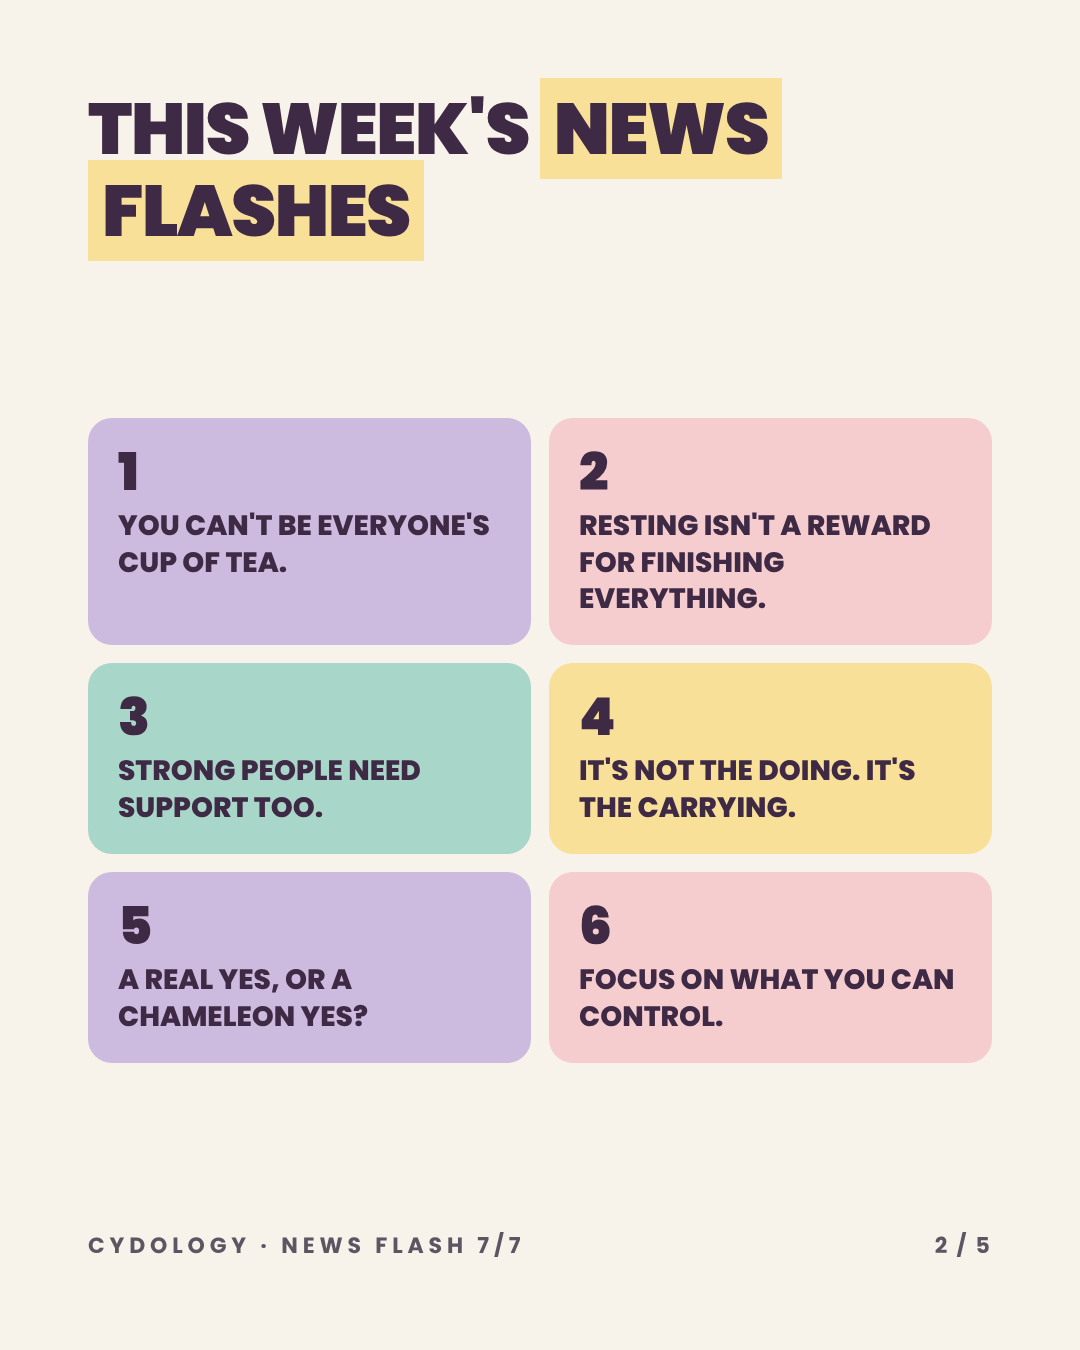 THIS WEEK'S NEWS
FLASHES
1
YOU CAN'T BE EVERYONE'S
CUP OF TEA.
2
RESTING ISN'T A REWARD
FOR FINISHING
EVERYTHING.
3
STRONG PEOPLE NEED
SUPPORT TOO.
4
IT'S NOT THE DOING. IT'S
THE CARRYING.
5
A REAL YES, OR A
CHAMELEON YES?
6
FOCUS ON WHAT YOU CAN
CONTROL.
CYDOLOGY · NEWS FLASH 7/7
2 / 5